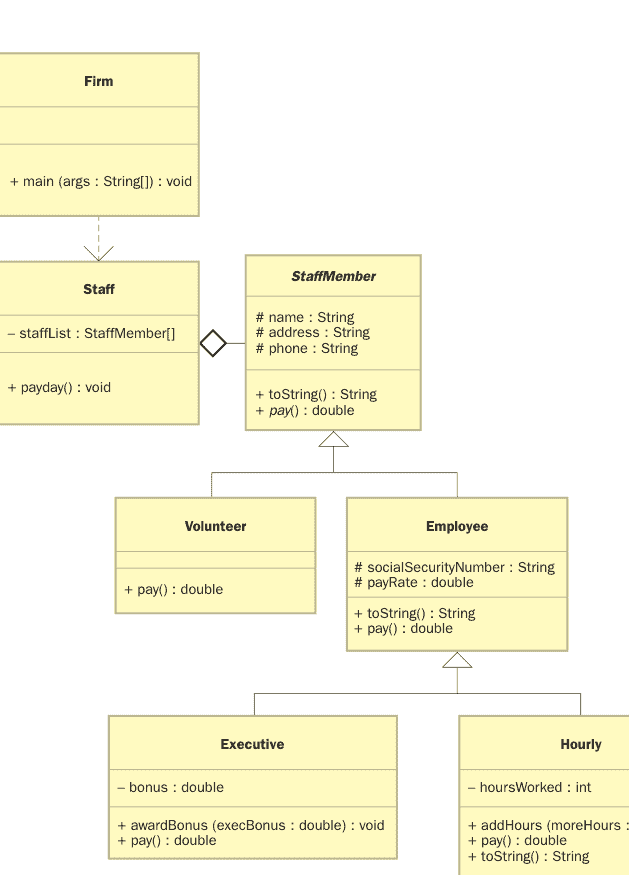 Firm
+ main (args : String[]) : void
Staff
– staffList : StaffMember[]
+ payday() : void
StaffMember
# name : String
# address : String
# phone : String
+ toString() : String
+ pay() : double
Volunteer
+ pay() : double
Employee
# socialSecurityNumber : String
# payRate : double
+ toString() : String
+ pay() : double
Executive
– bonus : double
+ awardBonus (execBonus : double) : void
+ pay() : double
Hourly
– hoursWorked : int
+ addHours (moreHours :
+ pay() : double
+ toString() : String